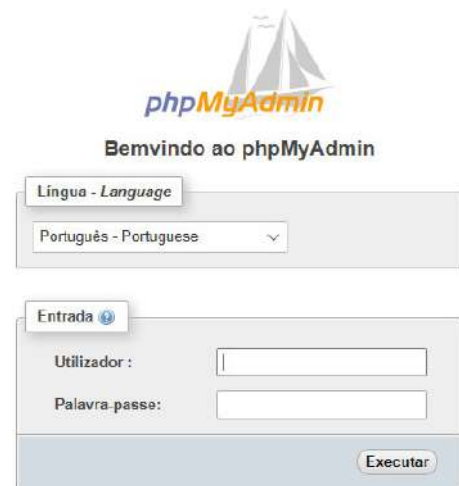 phpMyAdmin
Bemvindo ao phpMyAdmin
Língua - Language
Português - Portuguese
Entrada
Utilizador :
Palavra-passe:
Executar